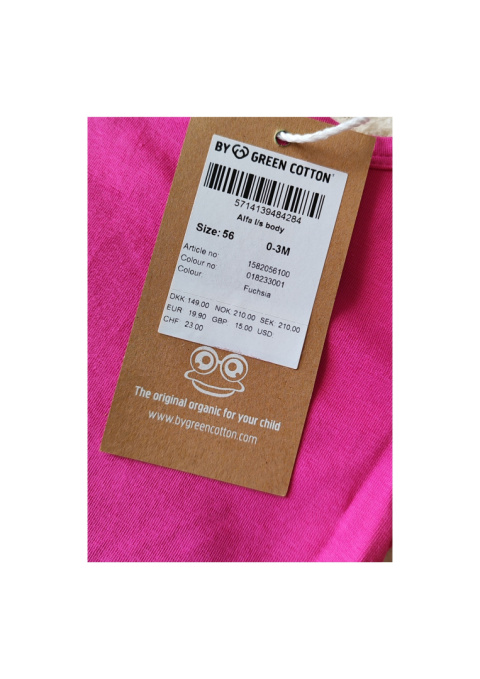 BY GREEN COTTON
5714139484284
Alfa l/s body
Size: 56 0-3M
Article no: 1582056100
Colour no: 018233001
Colour: Fuchsia
DKK 149.00 NOK 210.00 SEK 210.00
EUR 19.90 GBP 15.00 USD
CHF 23.00
The original organic for your child
www.bygreencotton.com